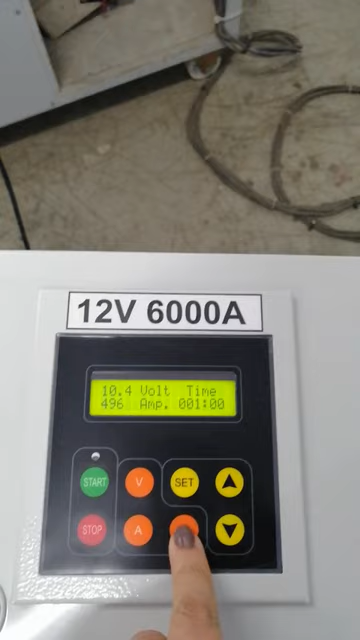 12V 6000A
10.4 Volt Time
496 Amp. 001:00
START V SET
STOP A